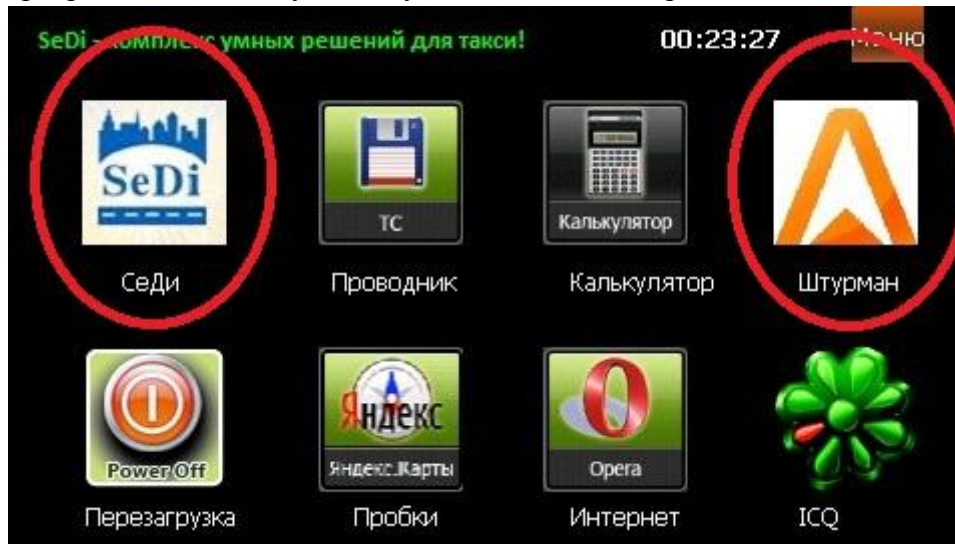 SeDi - комплекс умных решений для такси! 00:23:27 Меню
SeDi
TC
Калькулятор
СеДи Проводник Калькулятор Штурман
Power Off
Яндекс
Яндекс.Карты
Opera
Перезагрузка Пробки Интернет ICQ